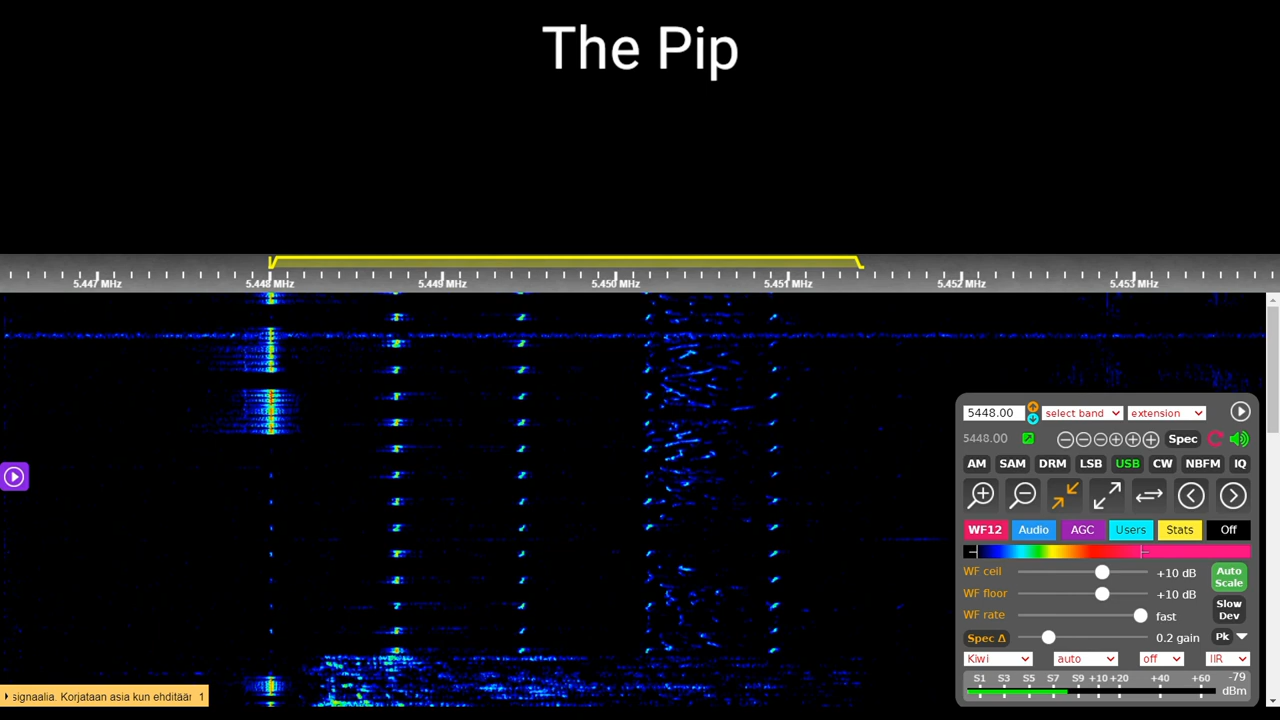 The Pip
5.447 MHz 5.448 MHz 5.449 MHz 5.450 MHz 5.451 MHz 5.452 MHz 5.453 MHz
5448.00 select band extension
5448.00 Spec
AM SAM DRM LSB USB CW NBFM IQ
WF12 Audio AGC Users Stats Off
WF ceil +10 dB Auto Scale
WF floor +10 dB
WF rate fast Slow Dev
Spec Δ 0.2 gain Pk
Kiwi auto off IIR
S1 S3 S5 S7 S9 +10 +20 +40 +60 -79 dBm
signaalia. Korjataan asia kun ehditään 1